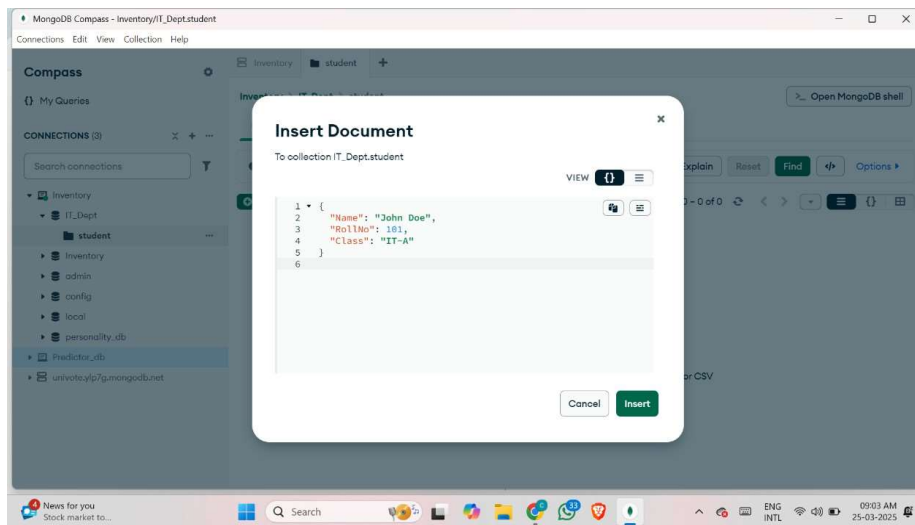 MongoDB Compass - Inventory/IT_Dept.student
Connections Edit View Collection Help
Compass
{} My Queries
CONNECTIONS (3)
Search connections
Inventory
IT_Dept
student
Inventory
admin
config
local
personality_db
Predictor_db
univote.ylp7g.mongodb.net
Inventory student
>_ Open MongoDB shell
Explain Reset Find </> Options
0 – 0 of 0
or CSV
Insert Document
To collection IT_Dept.student
VIEW {}
1 {
2 "Name": "John Doe",
3 "RollNo": 101,
4 "Class": "IT-A"
5 }
6
Cancel Insert
4 News for you
Stock market to...
Search
33
ENG
INTL
09:03 AM
25-03-2025